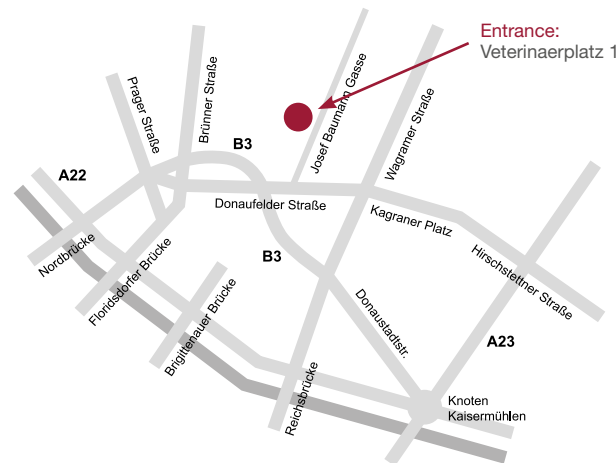 Entrance:
Veterinaerplatz 1
Prager Straße
Brünner Straße
Josef Baumann Gasse
Wagramer Straße
B3
A22
Donaufelder Straße
Kagraner Platz
Nordbrücke
Floridsdorfer Brücke
B3
Hirschstettner Straße
Brigittenauer Brücke
Donaustadtstr.
A23
Reichsbrücke
Knoten
Kaisermühlen